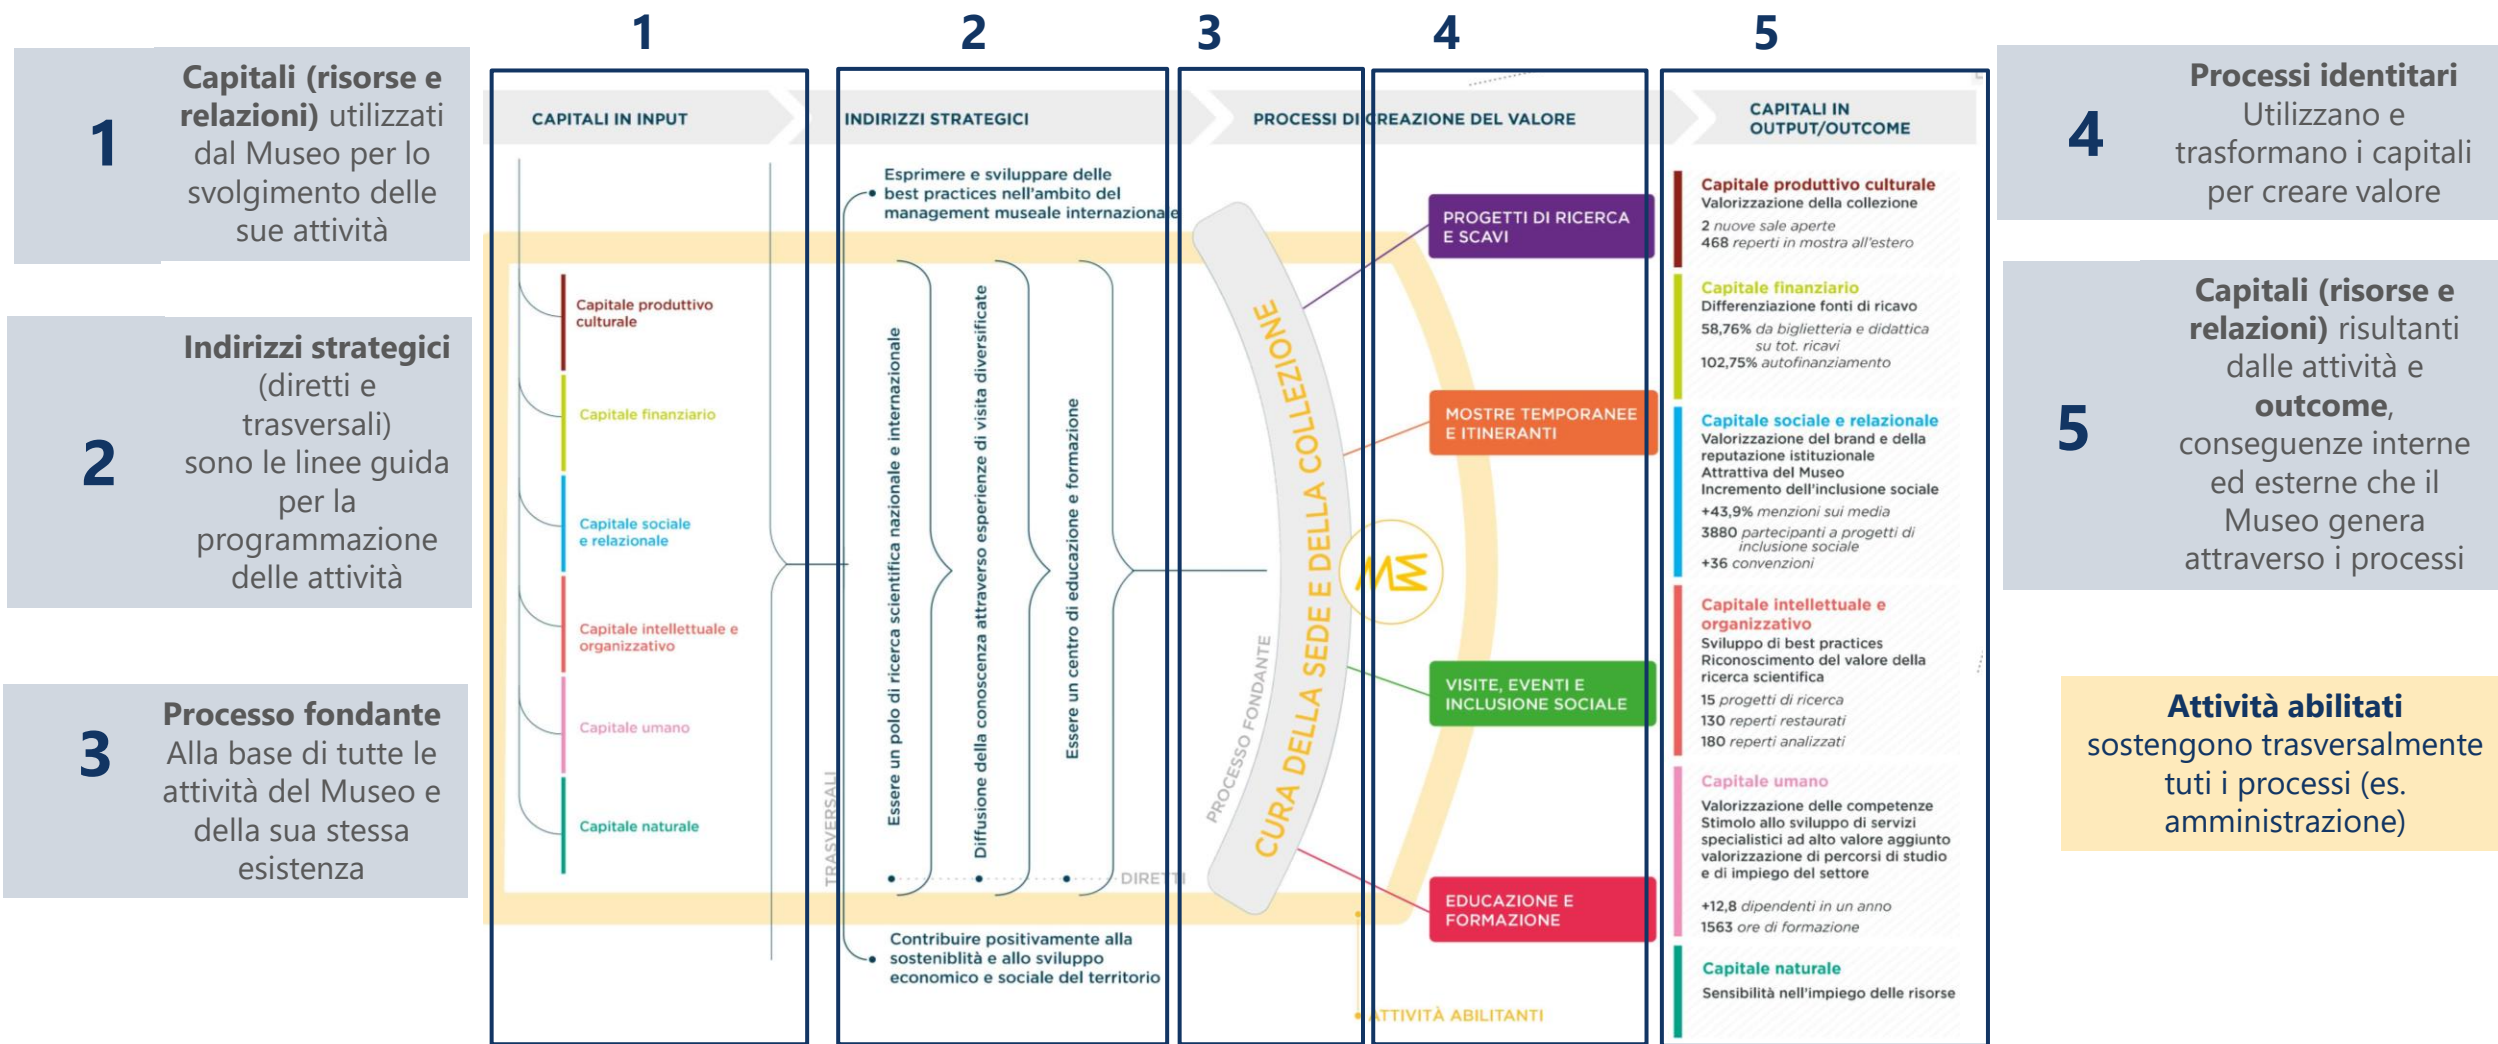 1
2
3
4
5
1
Capitali (risorse e
relazioni) utilizzati
dal Museo per lo
svolgimento delle
sue attività
2
Indirizzi strategici
(diretti e
trasversali)
sono le linee guida
per la
programmazione
delle attività
3
Processo fondante
Alla base di tutte le
attività del Museo e
della sua stessa
esistenza
CAPITALI IN INPUT
Capitale produttivo
culturale
Capitale finanziario
Capitale sociale
e relazionale
Capitale intellettuale e
organizzativo
Capitale umano
Capitale naturale
INDIRIZZI STRATEGICI
Esprimere e sviluppare delle
best practices nell'ambito del
management museale internazionale
Essere un polo di ricerca scientifica nazionale e internazionale
Diffusione della conoscenza attraverso esperienze di visita diversificate
Essere un centro di educazione e formazione
TRASVERSALI
DIRETTI
Contribuire positivamente alla
sosteniblità e allo sviluppo
economico e sociale del territorio
PROCESSI DI CREAZIONE DEL VALORE
PROCESSO FONDANTE
CURA DELLA SEDE E DELLA COLLEZIONE
ME
PROGETTI DI RICERCA
E SCAVI
MOSTRE TEMPORANEE
E ITINERANTI
VISITE, EVENTI E
INCLUSIONE SOCIALE
EDUCAZIONE E
FORMAZIONE
ATTIVITÀ ABILITANTI
CAPITALI IN
OUTPUT/OUTCOME
Capitale produttivo culturale
Valorizzazione della collezione
2 nuove sale aperte
468 reperti in mostra all'estero
Capitale finanziario
Differenziazione fonti di ricavo
58,76% da biglietteria e didattica
su tot. ricavi
102,75% autofinanziamento
Capitale sociale e relazionale
Valorizzazione del brand e della
reputazione istituzionale
Attrattiva del Museo
Incremento dell'inclusione sociale
+43,9% menzioni sui media
3880 partecipanti a progetti di
inclusione sociale
+36 convenzioni
Capitale intellettuale e
organizzativo
Sviluppo di best practices
Riconoscimento del valore della
ricerca scientifica
15 progetti di ricerca
130 reperti restaurati
180 reperti analizzati
Capitale umano
Valorizzazione delle competenze
Stimolo allo sviluppo di servizi
specialistici ad alto valore aggiunto
valorizzazione di percorsi di studio
e di impiego del settore
+12,8 dipendenti in un anno
1563 ore di formazione
Capitale naturale
Sensibilità nell'impiego delle risorse
4
Processi identitari
Utilizzano e
trasformano i capitali
per creare valore
5
Capitali (risorse e
relazioni) risultanti
dalle attività e
outcome,
conseguenze interne
ed esterne che il
Museo genera
attraverso i processi
Attività abilitati
sostengono trasversalmente
tuti i processi (es.
amministrazione)